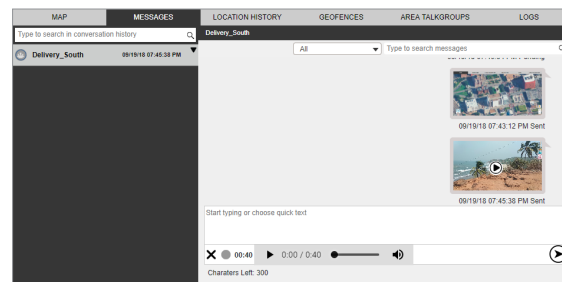 MAP MESSAGES LOCATION HISTORY GEOFENCES AREA TALKGROUPS LOGS
Type to search in conversation history
Delivery_South
Delivery_South 09/19/18 07:45:38 PM
All Type to search messages
09/19/18 07:43:12 PM Sent
09/19/18 07:45:38 PM Sent
Start typing or choose quick text
00:40 0:00 / 0:40
Charaters Left: 300